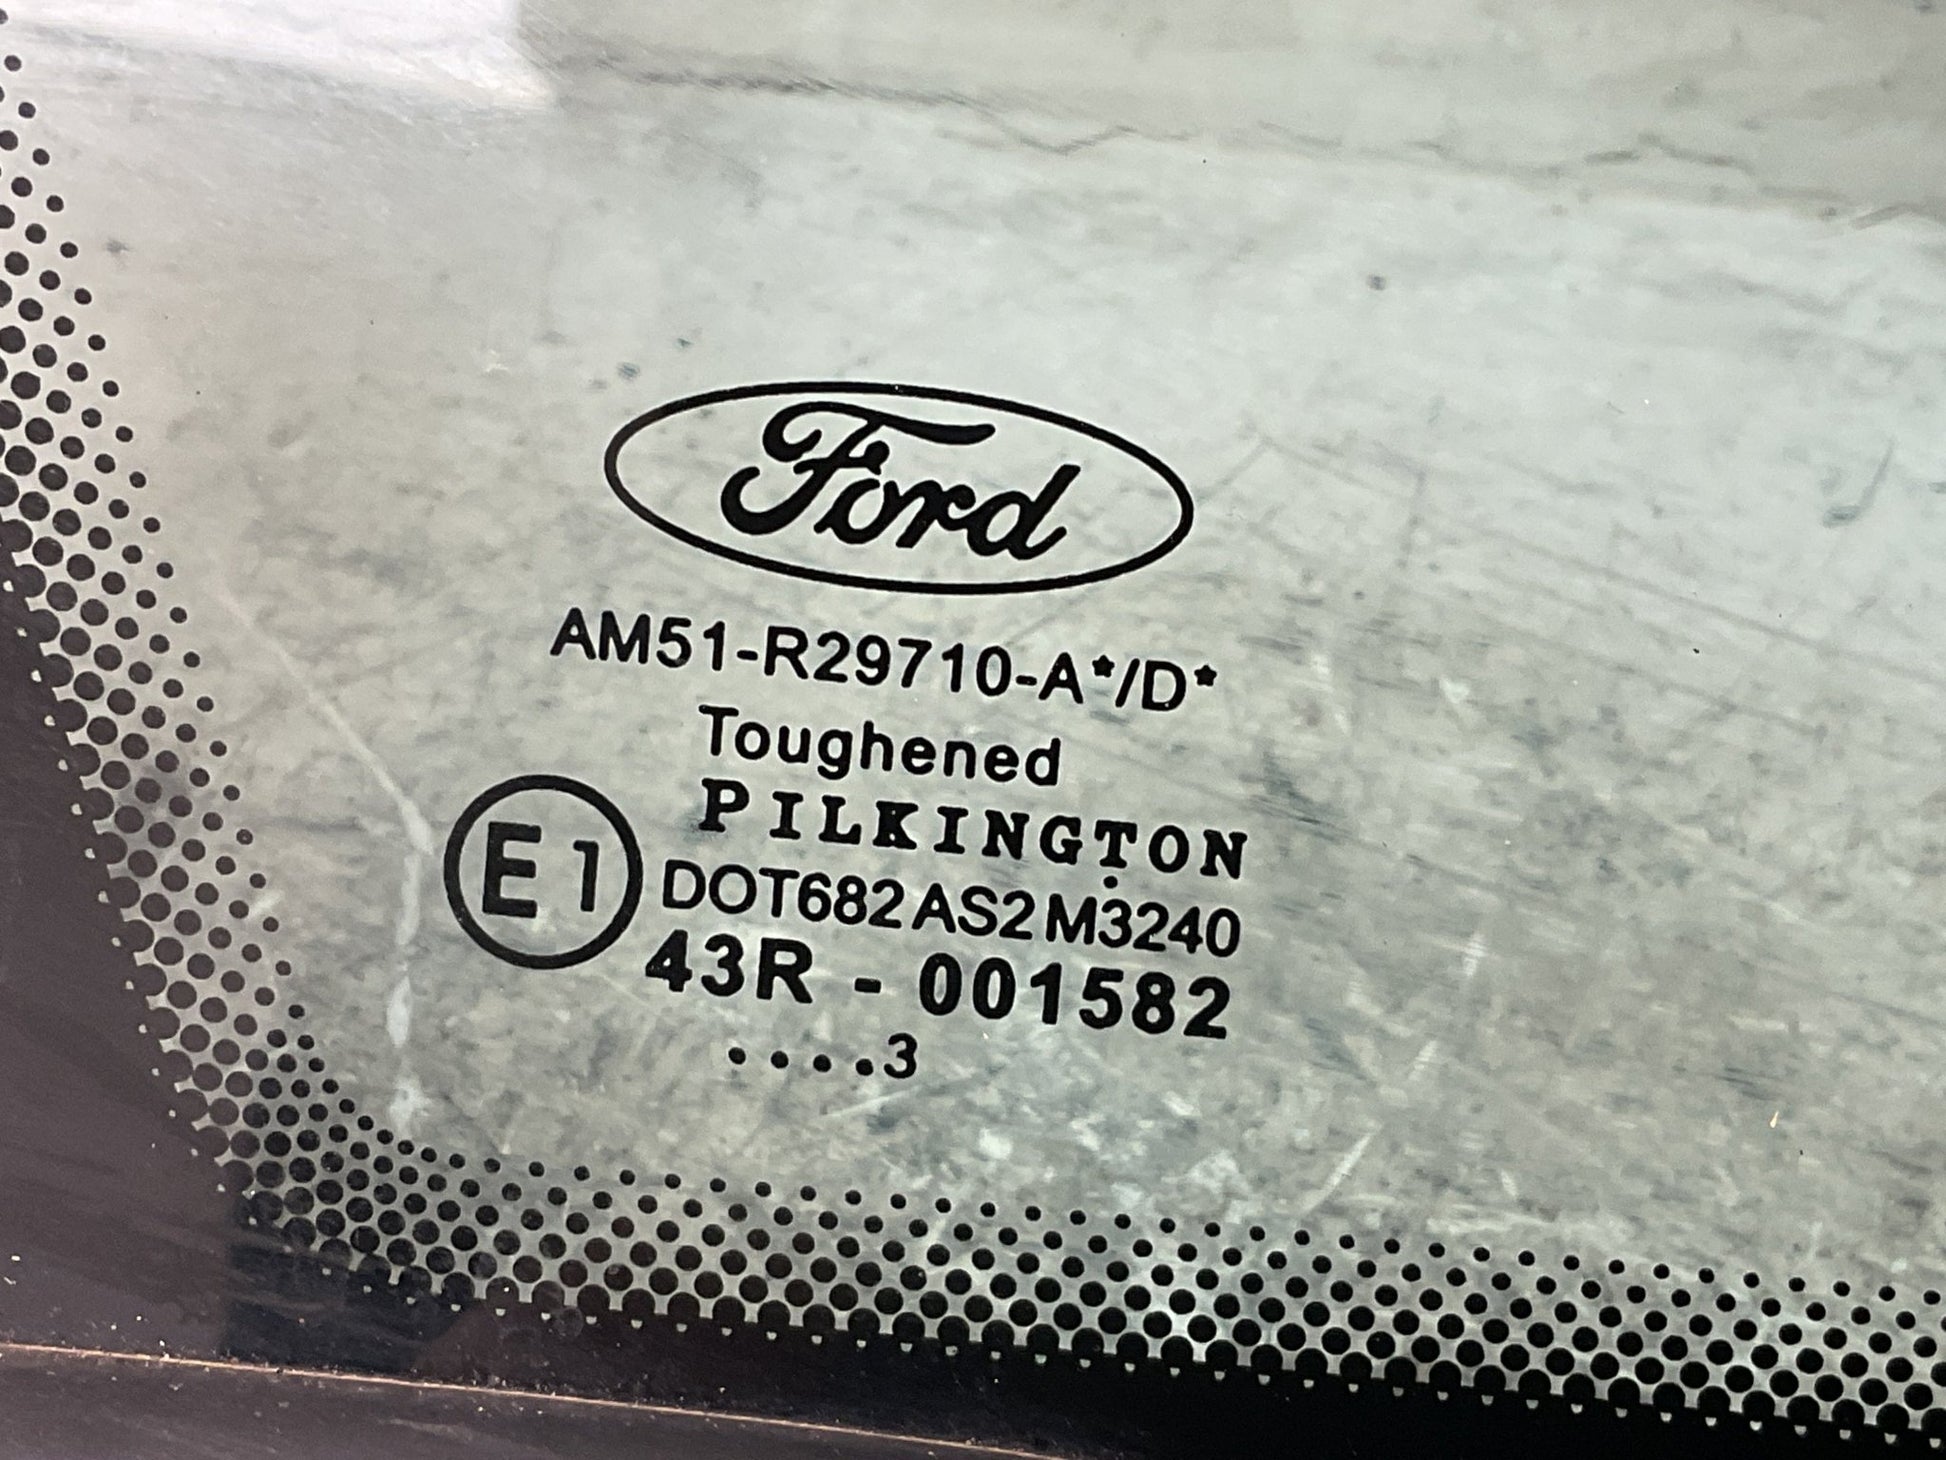 Ford
AM51-R29710-A*/D*
Toughened
PILKINGTON
E1
DOT682 AS2 M3240
43R - 001582
....3